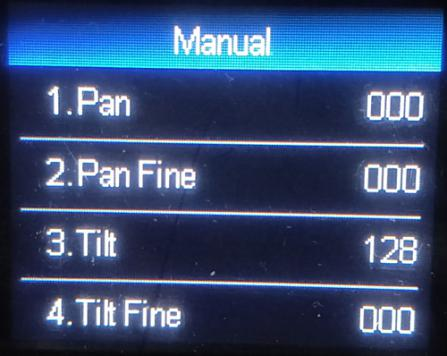 Manual
1.Pan 000
2.Pan Fine 000
3.Tilt 128
4.Tilt Fine 000